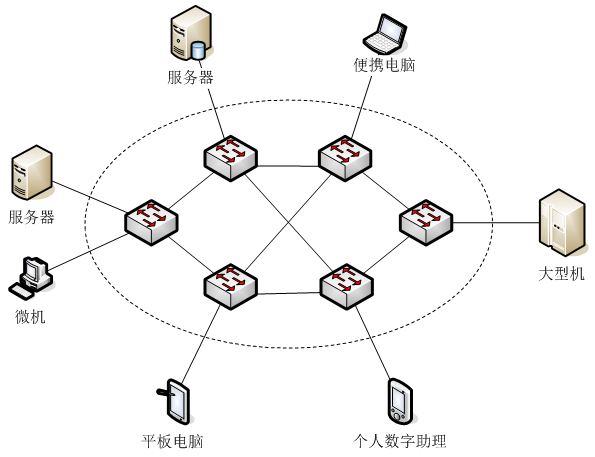 服务器
便携电脑
服务器
大型机
微机
平板电脑
个人数字助理